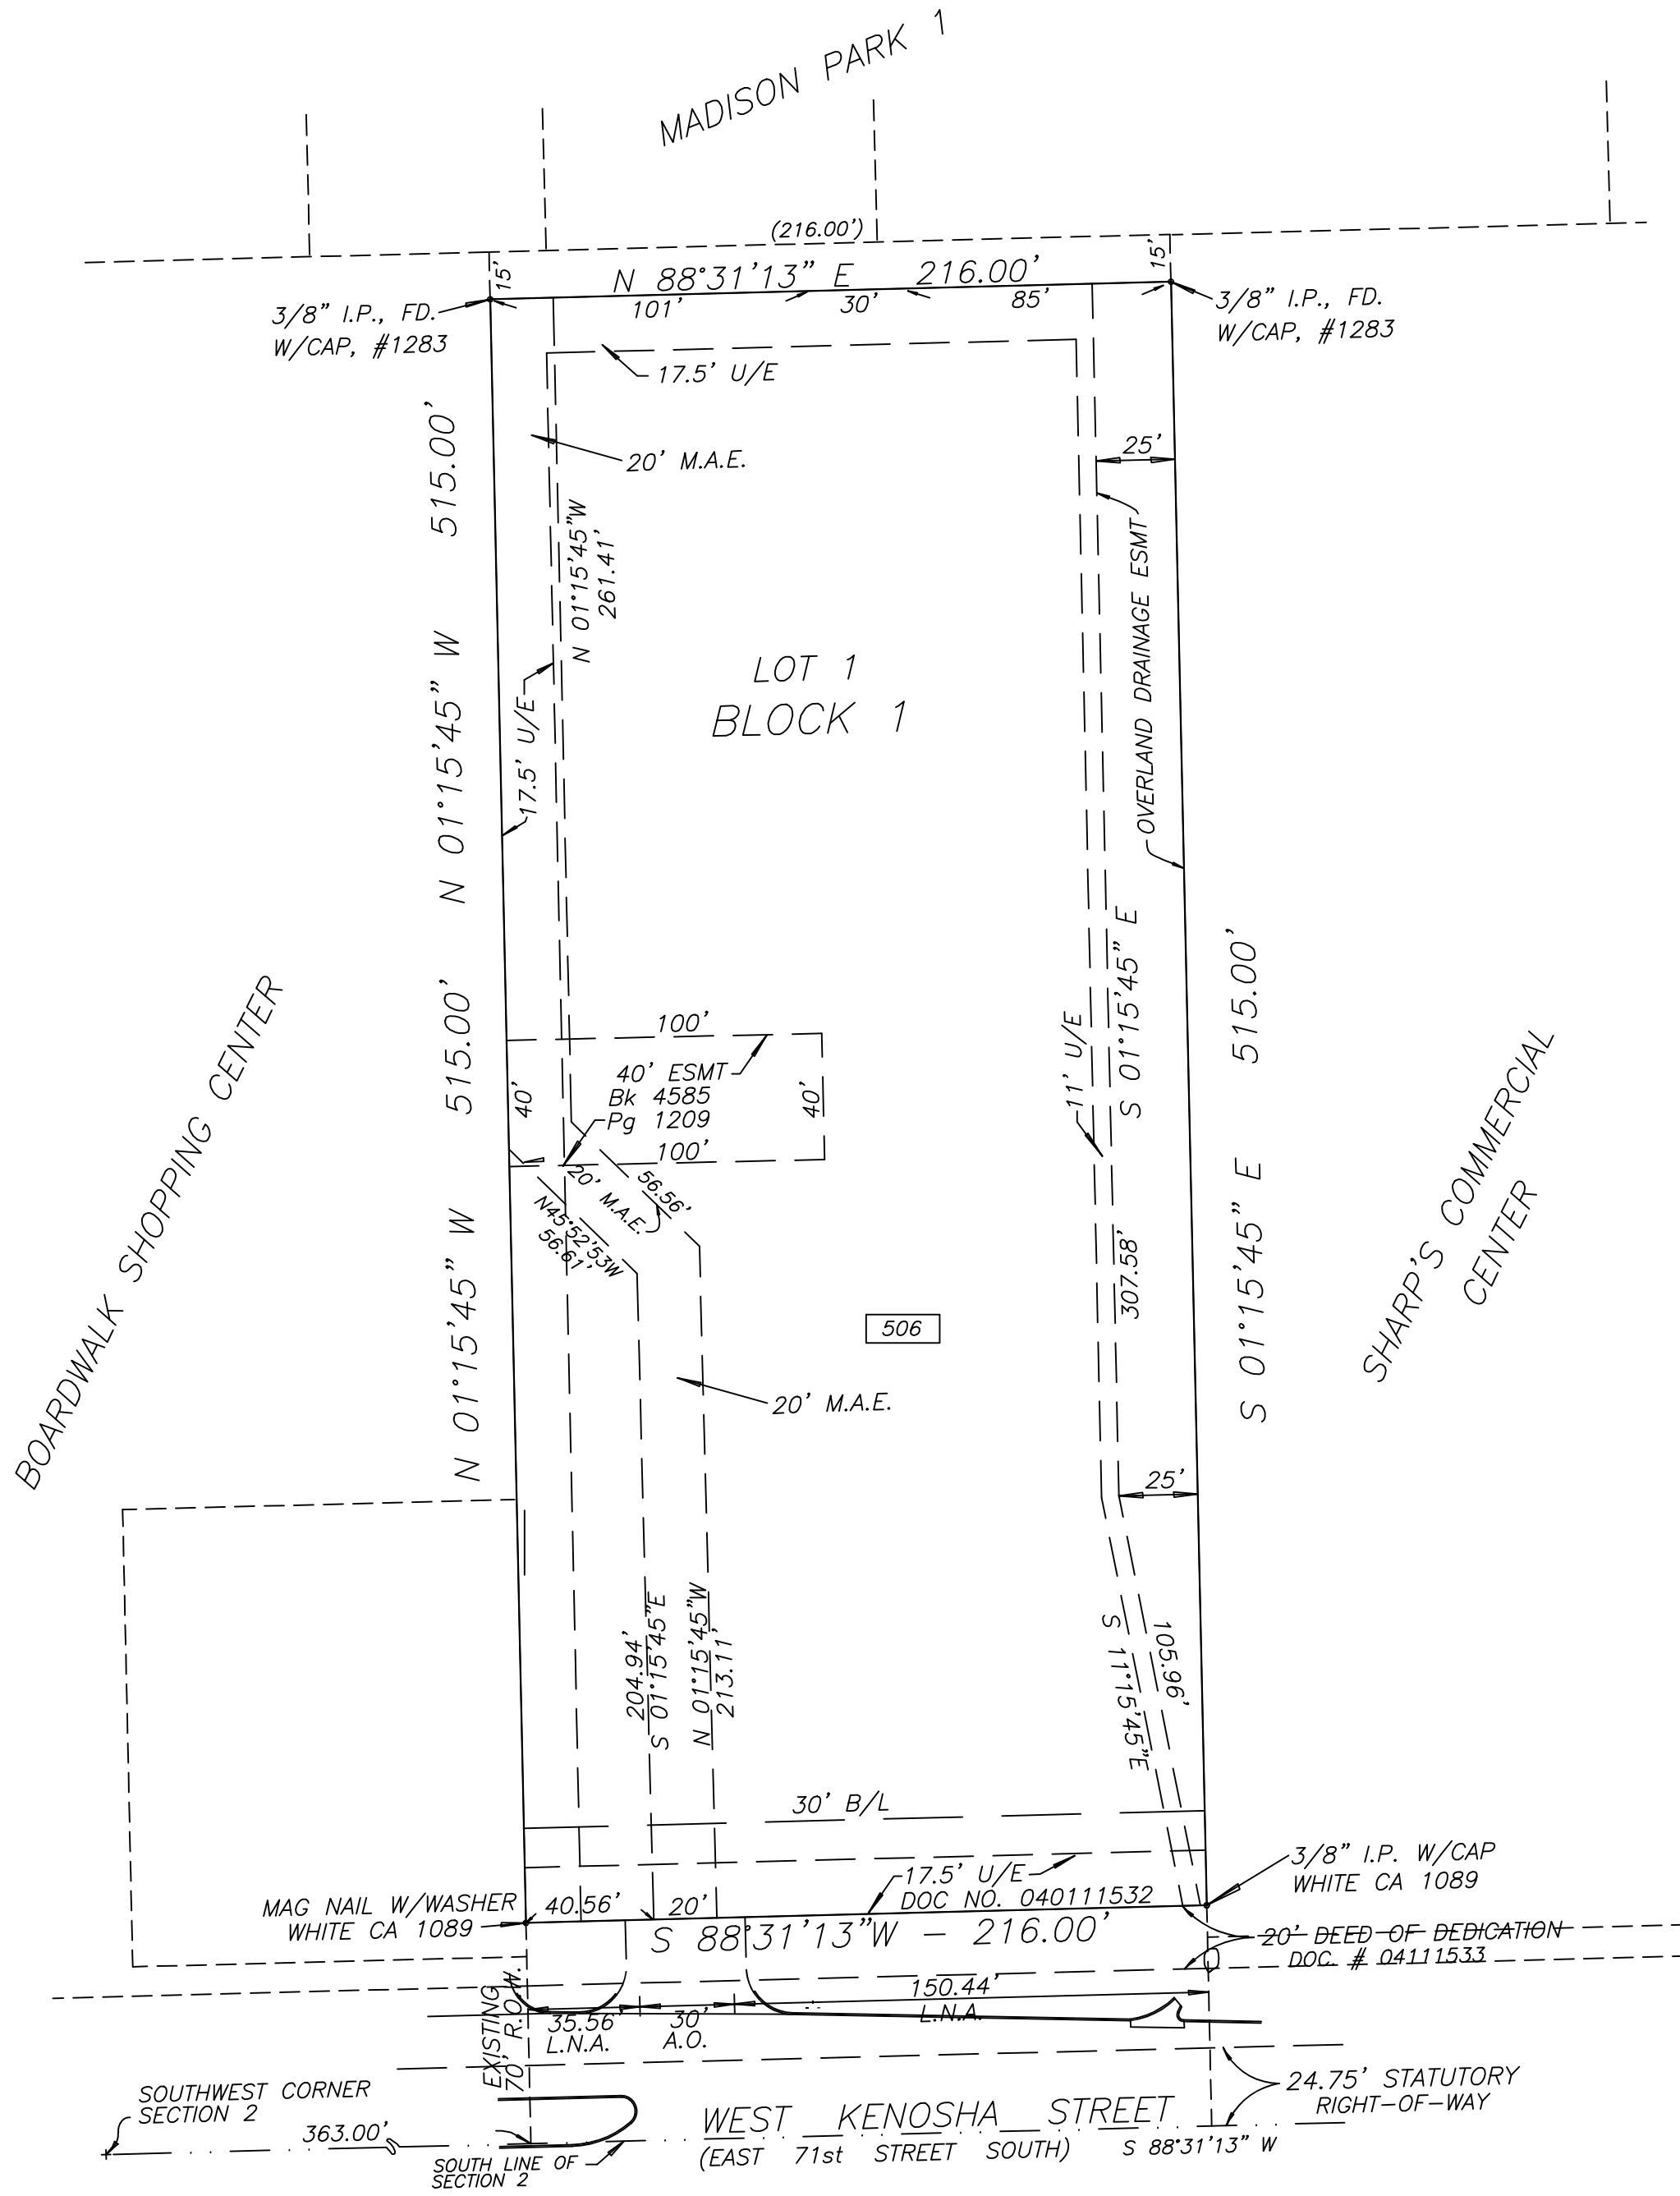 MADISON PARK 1
(216.00')
15'
15'
N 88°31'13" E 216.00'
101'
30'
85'
3/8" I.P., FD.
W/CAP, #1283
3/8" I.P., FD.
W/CAP, #1283
17.5' U/E
20' M.A.E.
25'
N 01°15'45"W
261.41'
OVERLAND DRAINAGE ESMT
N 01°15'45" W 515.00'
17.5' U/E
LOT 1
BLOCK 1
BOARDWALK SHOPPING CENTER
N 01°15'45" W 515.00'
100'
40' ESMT
Bk 4585
Pg 1209
100'
40'
40'
11' U/E
S 01°15'45" E
307.58'
S 01°15'45" E 515.00'
SHARP'S COMMERCIAL
CENTER
20' M.A.E.
56.56'
N45°52'53W
56.61'
506
20' M.A.E.
25'
204.94'
S 01°15'45"E
N 01°15'45"W
213.11'
S 11°15'45"E
105.96'
30' B/L
17.5' U/E
DOC NO. 040111532
3/8" I.P. W/CAP
WHITE CA 1089
MAG NAIL W/WASHER
WHITE CA 1089
40.56'
20'
S 88°31'13"W - 216.00'
20' DEED OF DEDICATION
DOC. # 04111533
EXISTING
70' R.O.W.
35.56'
L.N.A.
30'
A.O.
150.44'
L.N.A.
24.75' STATUTORY
RIGHT-OF-WAY
SOUTHWEST CORNER
SECTION 2
363.00'
WEST KENOSHA STREET
(EAST 71st STREET SOUTH)
S 88°31'13" W
SOUTH LINE OF
SECTION 2